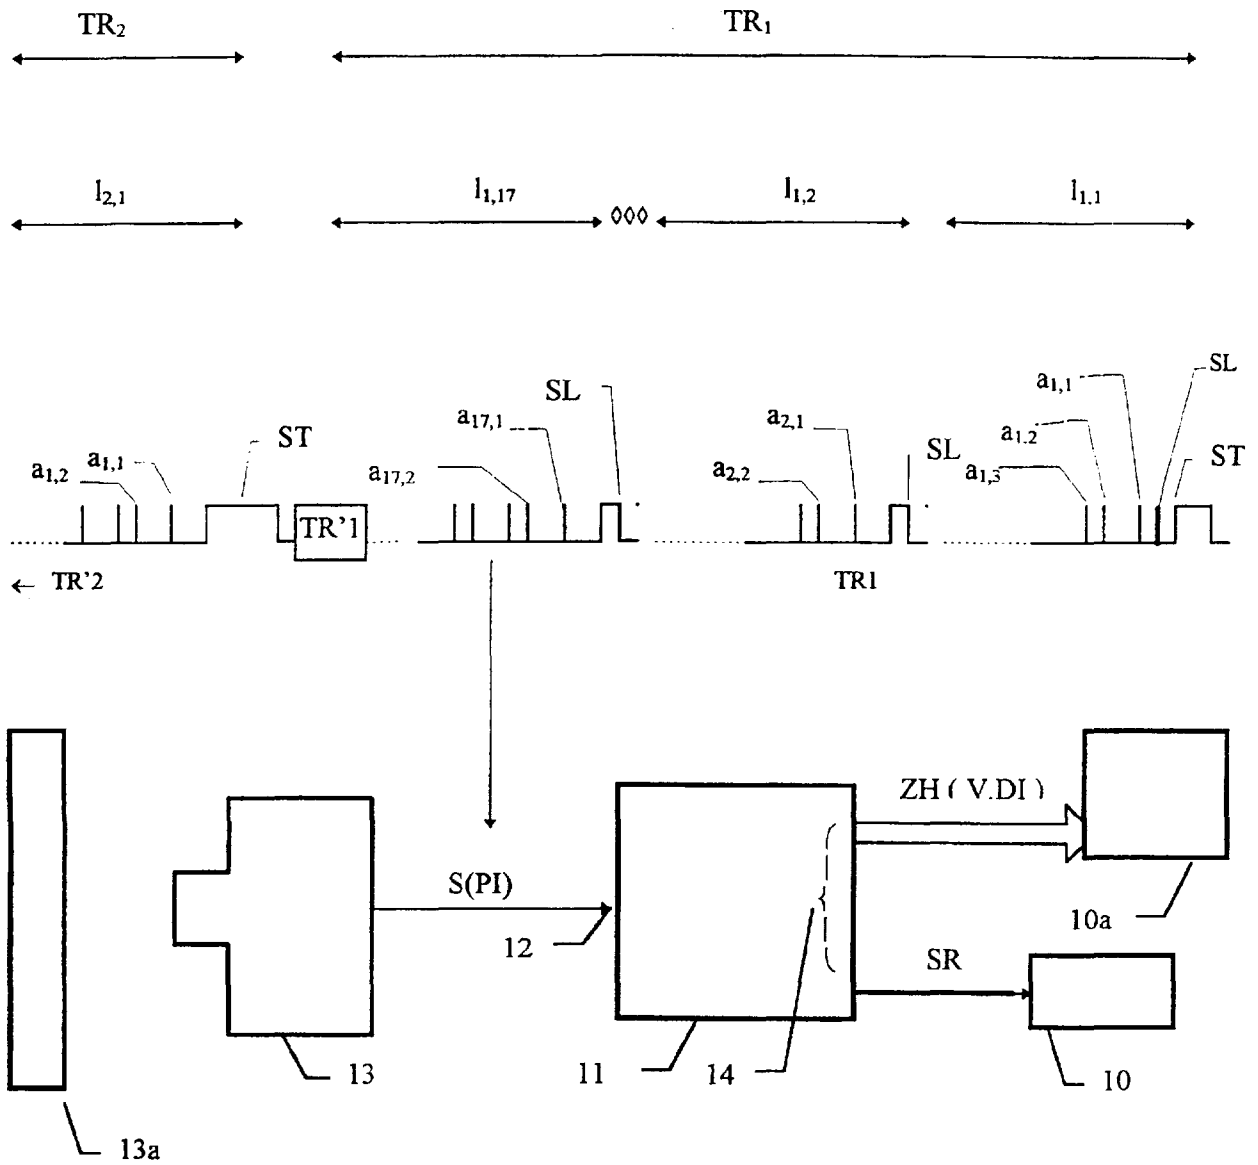 TR₂ TR₁
l₂,₁ l₁,₁₇ ◊◊◊ l₁,₂ l₁,₁
a₁,₂ a₁,₁ ST a₁₇,₂ a₁₇,₁ SL a₂,₂ a₂,₁ SL a₁,₃ a₁,₂ a₁,₁ SL ST
TR'1
← TR'2 TR1
ZH ( V.DI )
S(PI)
12
10a
SR
13 11 14 10
13a